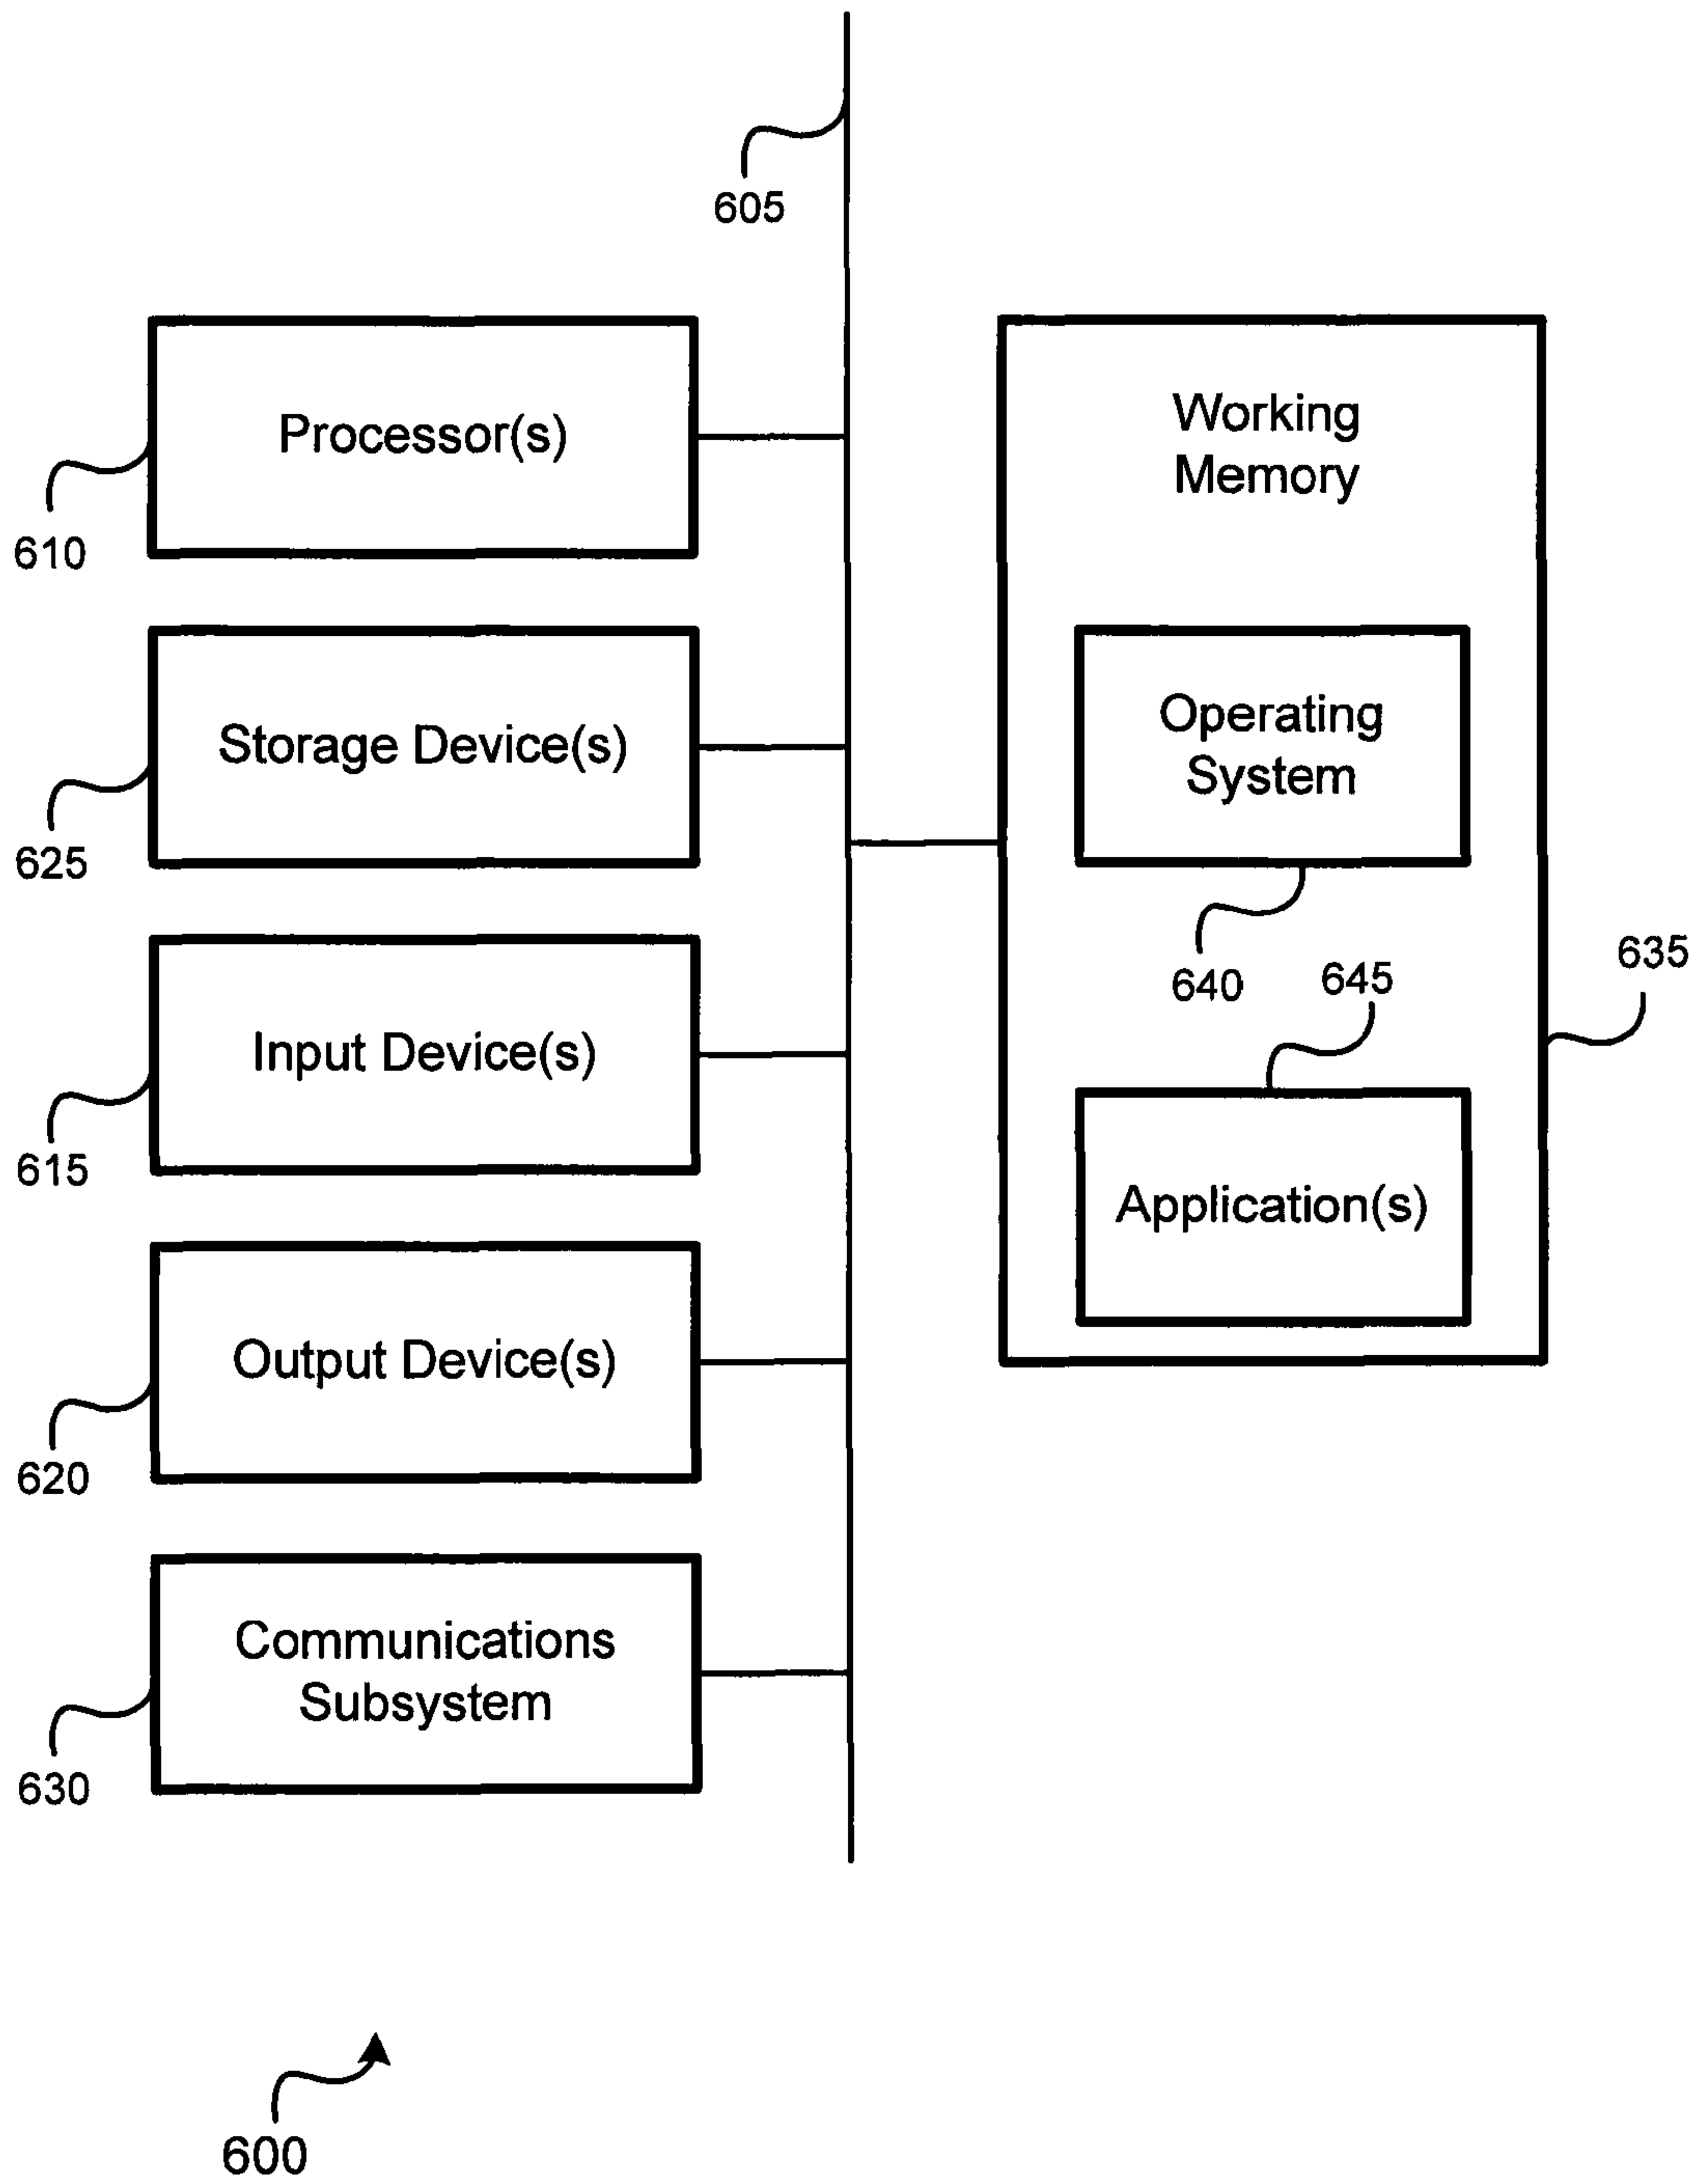 605
Processor(s)
610
Working
Memory
Storage Device(s)
625
Operating
System
640
Input Device(s)
615
645
635
Application(s)
Output Device(s)
620
Communications
Subsystem
630
600